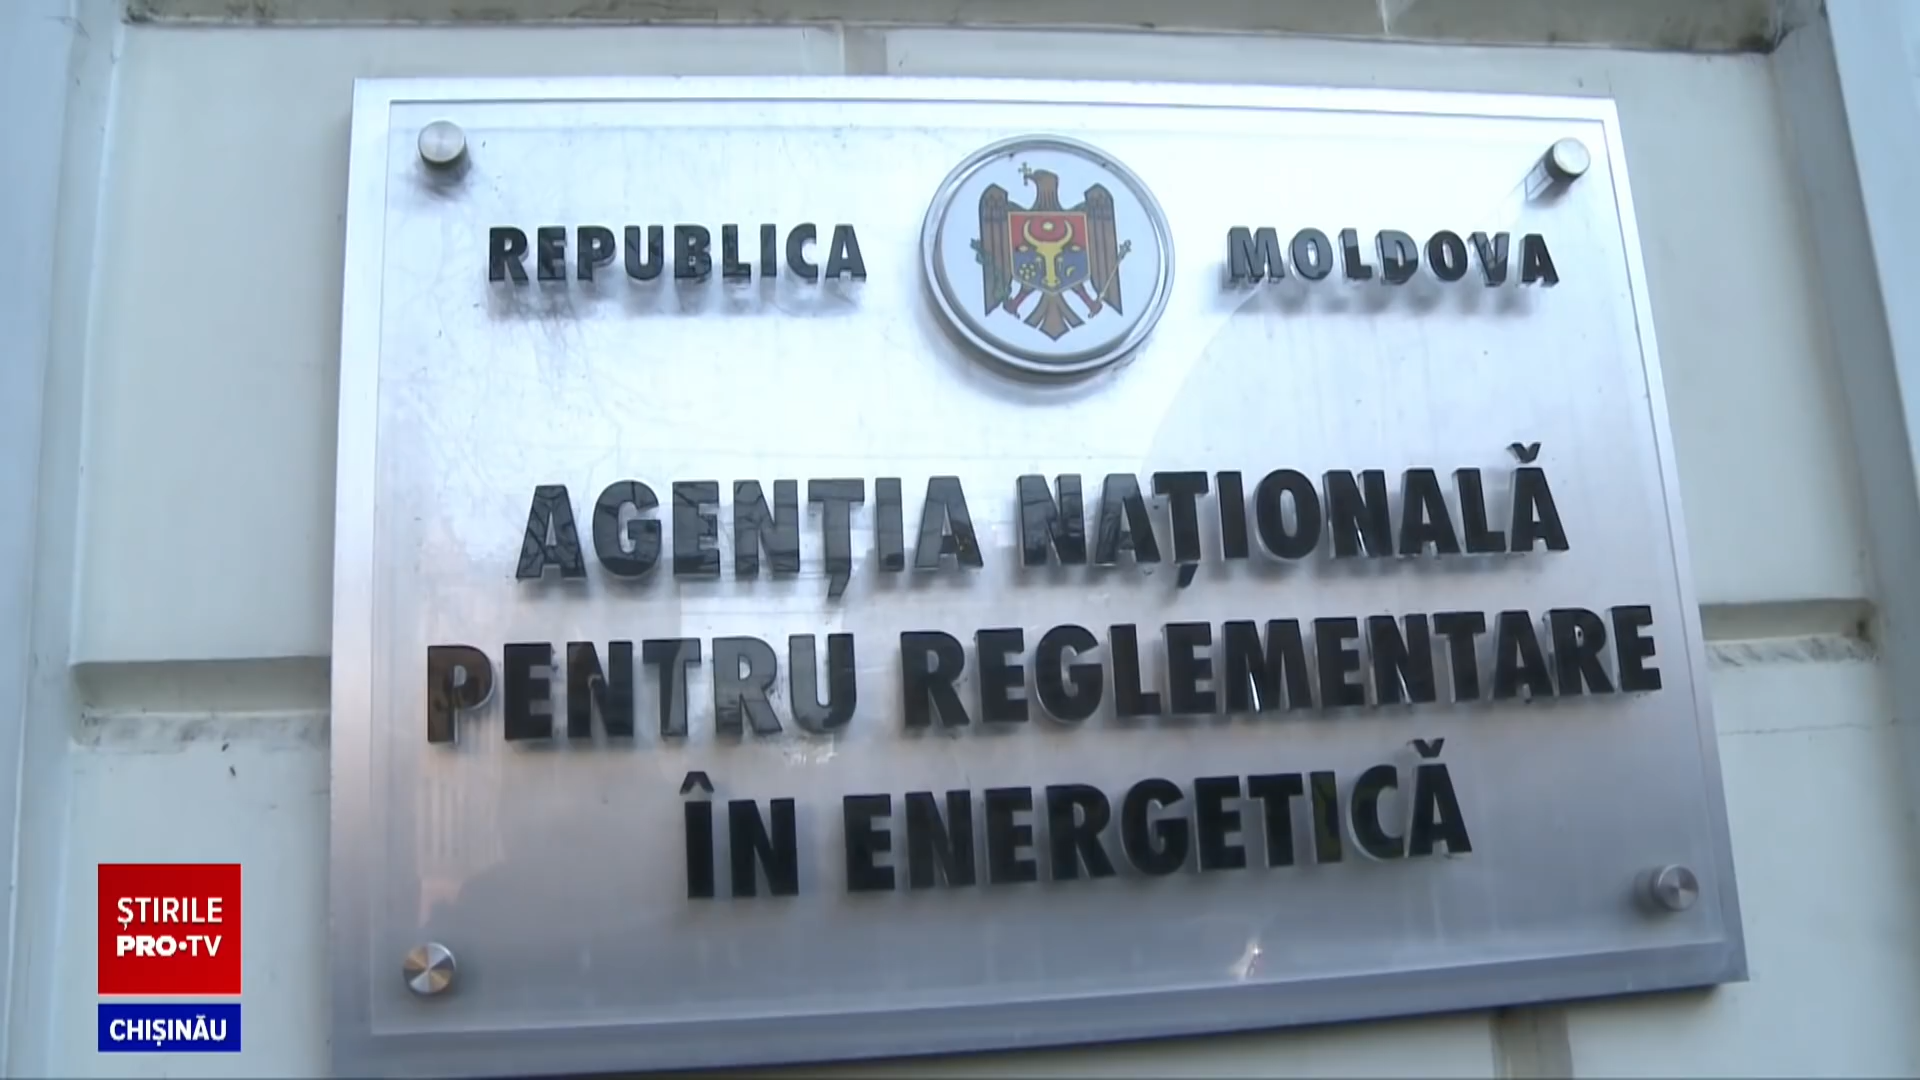 REPUBLICA MOLDOVA
AGENȚIA NAȚIONALĂ
PENTRU REGLEMENTARE
ÎN ENERGETICĂ
ȘTIRILE
PRO•TV
CHIȘINĂU